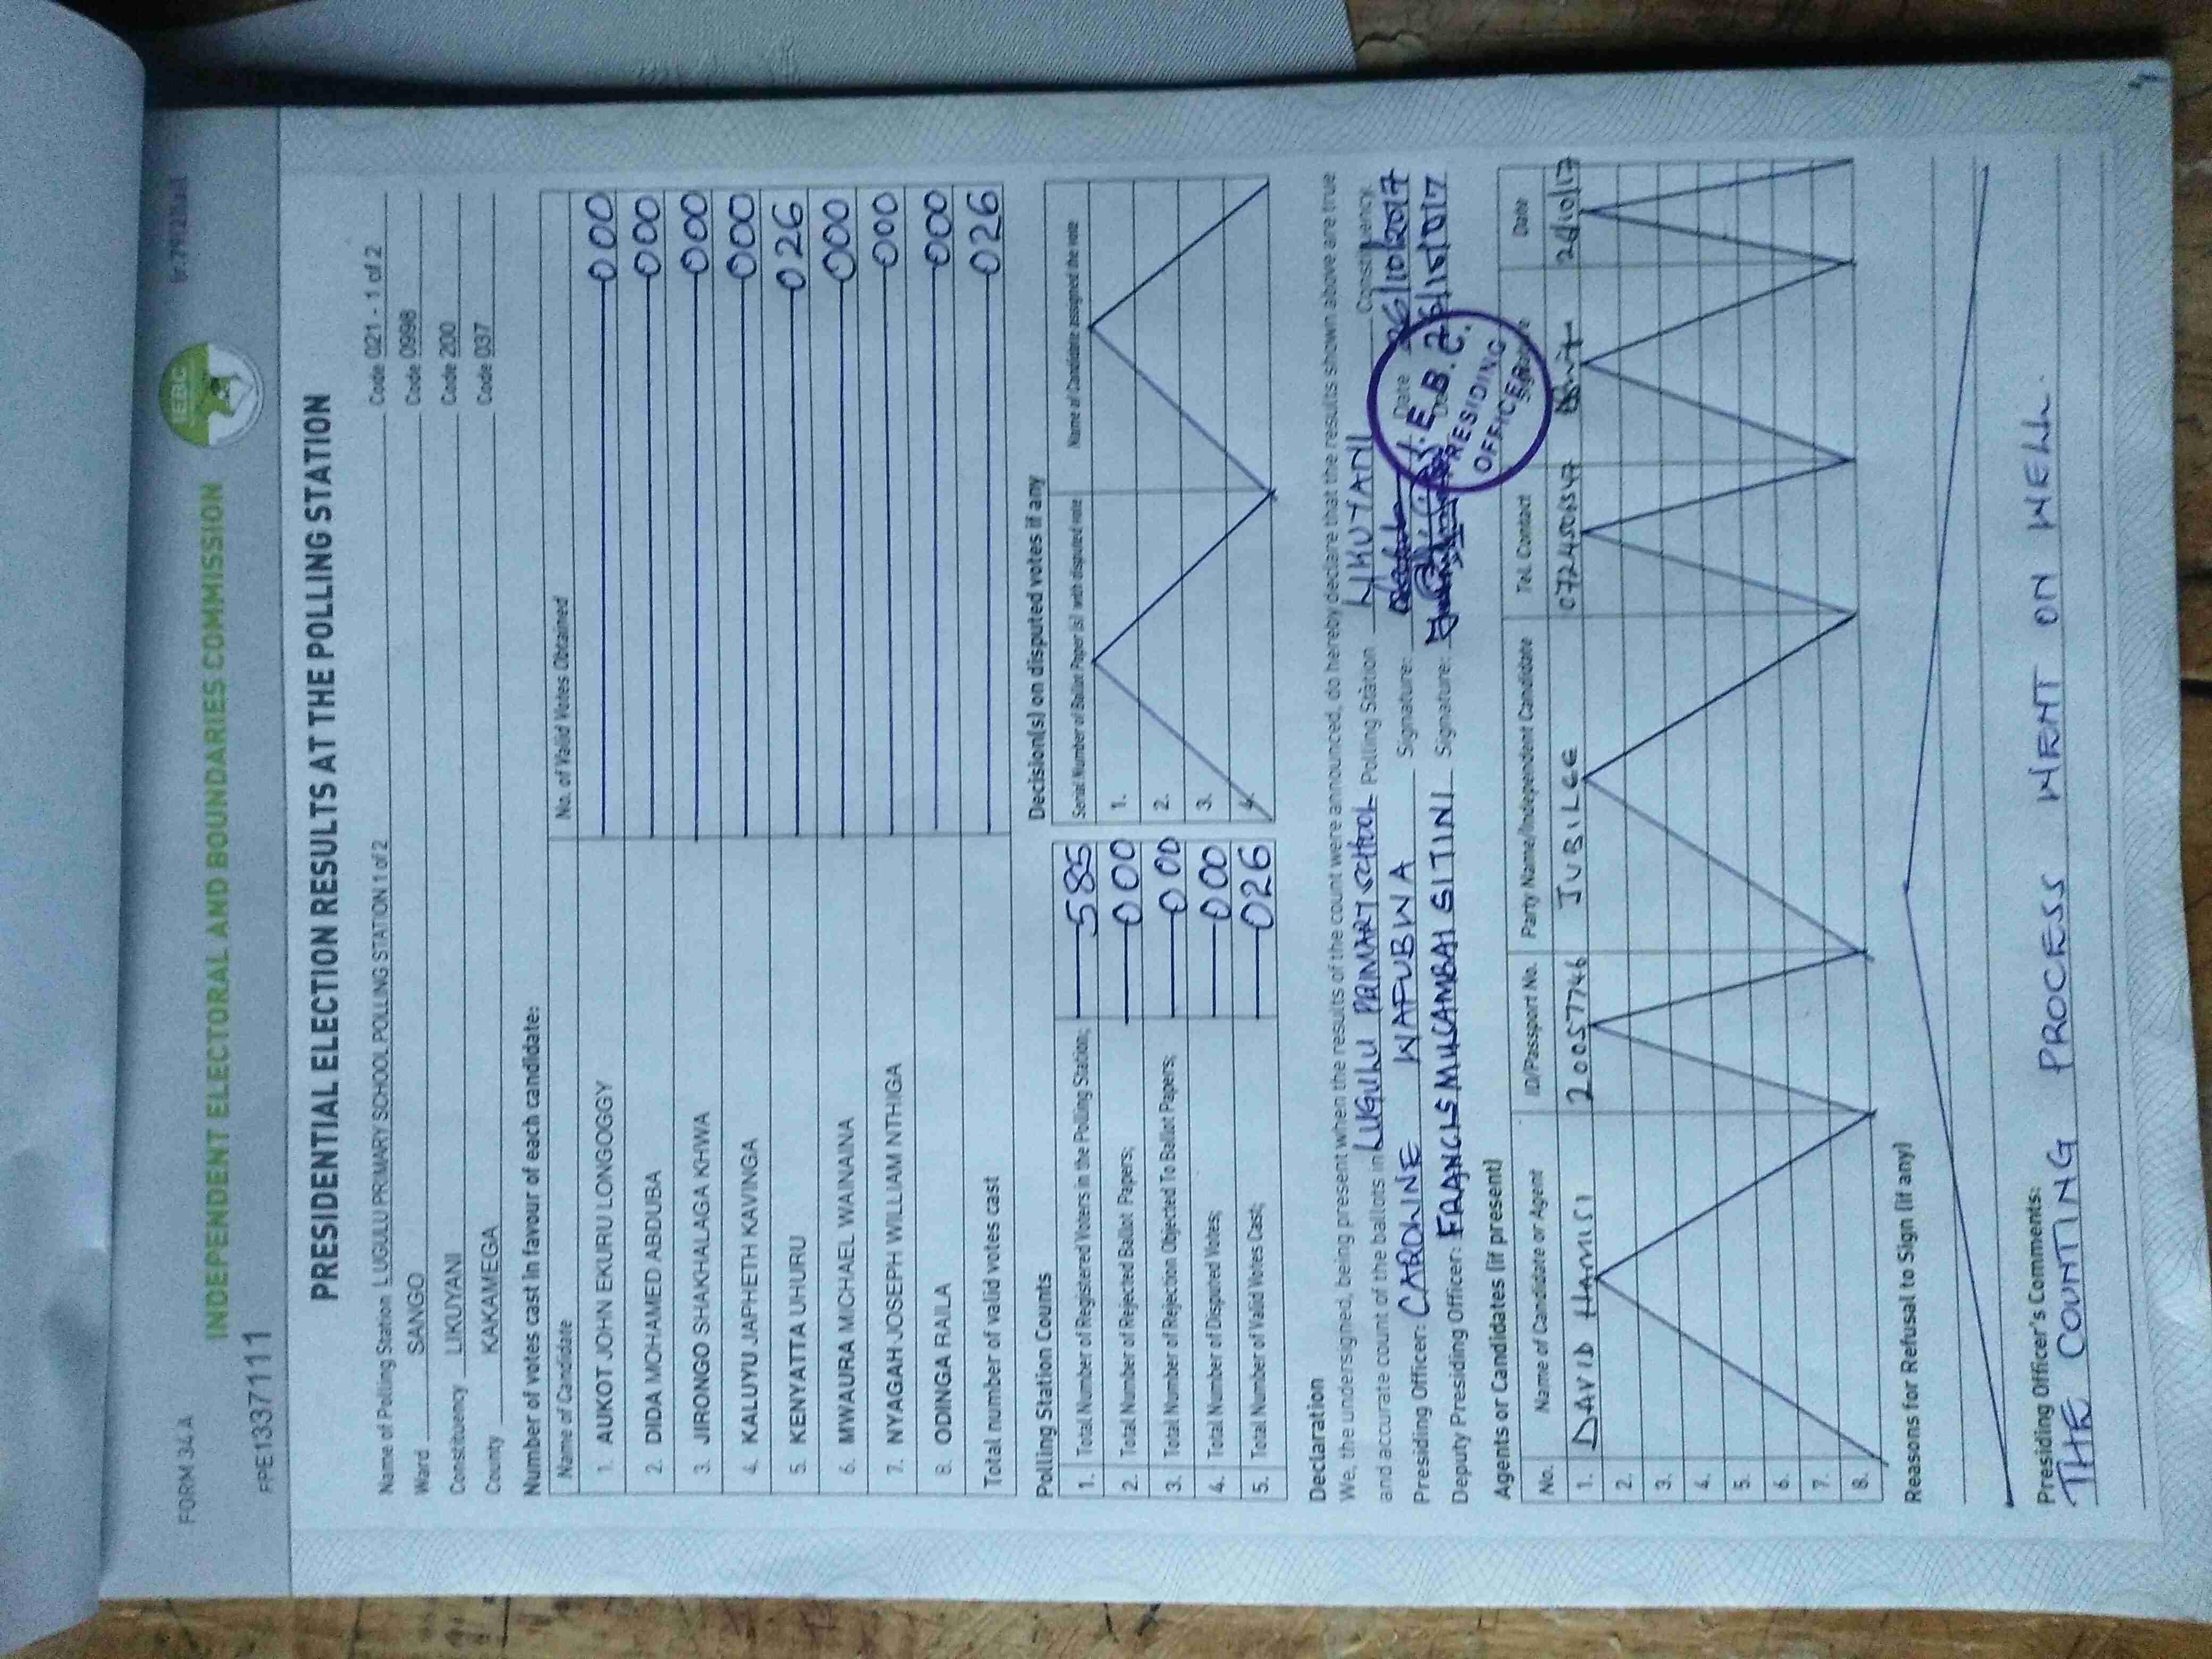 FORM 34A
INDEPENDENT ELECTORAL AND BOUNDARIES COMMISSION
IEBC
FPE1337111
PRESIDENTIAL ELECTION RESULTS AT THE POLLING STATION
Name of Polling Station LUGULU PRIMARY SCHOOL POLLING STATION 1 of 2 Code 021 - 1 of 2
Ward SANGO Code 0998
Constituency LIKUYANI Code 200
County KAKAMEGA Code 037
Number of votes cast in favour of each candidate:
Name of Candidate No. of Valid Votes Obtained
1. AUKOT JOHN EKURU LONGOGGY 000
2. DIDA MOHAMED ABDUBA 000
3. JIRONGO SHAKHALAGA KHWA 000
4. KALUYU JAPHETH KAVINGA 000
5. KENYATTA UHURU 026
6. MWAURA MICHAEL WAINAINA 000
7. NYAGAH JOSEPH WILLIAM NTHIGA 000
8. ODINGA RAILA 000
Total number of valid votes cast 026
Polling Station Counts
1. Total Number of Registered Voters in the Polling Station; 585
2. Total Number of Rejected Ballot Papers; 000
3. Total Number of Rejection Objected To Ballot Papers; 000
4. Total Number of Disputed Votes; 000
5. Total Number of Valid Votes Cast; 026
Decision(s) on disputed votes if any
Serial Number of Ballot Paper (s) with disputed vote Name of Candidate assigned the vote
1.
2.
3.
4.
Declaration
We, the undersigned, being present when the results of the count were announced, do hereby declare that the results shown above are true
and accurate count of the ballots in LUGULU PRIMARY SCHOOL Polling Station LIKUYANI Constituency.
Presiding Officer: CAROLINE WAFUBWA Signature: Date 26/10/2017
Deputy Presiding Officer: FRANCIS SITINI Signature: Date 26/10/2017
I.E.B.C.
PRESIDING
OFFICER
Agents or Candidates (if present)
No. Name of Candidate or Agent ID/Passport No. Party Name/Independent Candidate Tel. Contact Signature Date
1. DAVID HAMISI 20057746 JUBILEE 0724506347 26/10/17
2.
3.
4.
5.
6.
7.
8.
Reasons for Refusal to Sign (if any)
Presiding Officer's Comments:
THE COUNTING PROCESS WENT ON WELL.